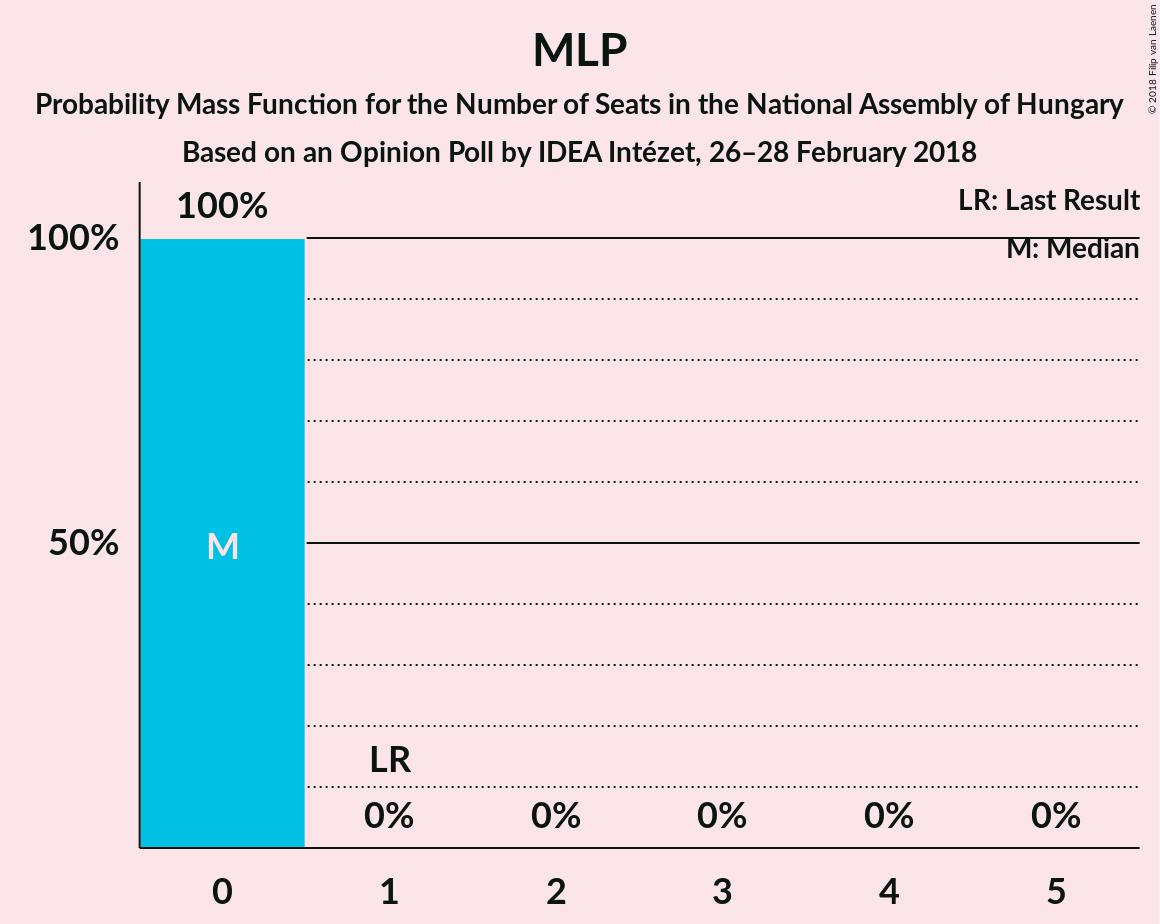 MLP
Probability Mass Function for the Number of Seats in the National Assembly of Hungary
Based on an Opinion Poll by IDEA Intézet, 26–28 February 2018
© 2018 Filip van Laenen
LR: Last Result
M: Median
100%
100%
50%
M
LR
0% 0% 0% 0% 0%
0 1 2 3 4 5